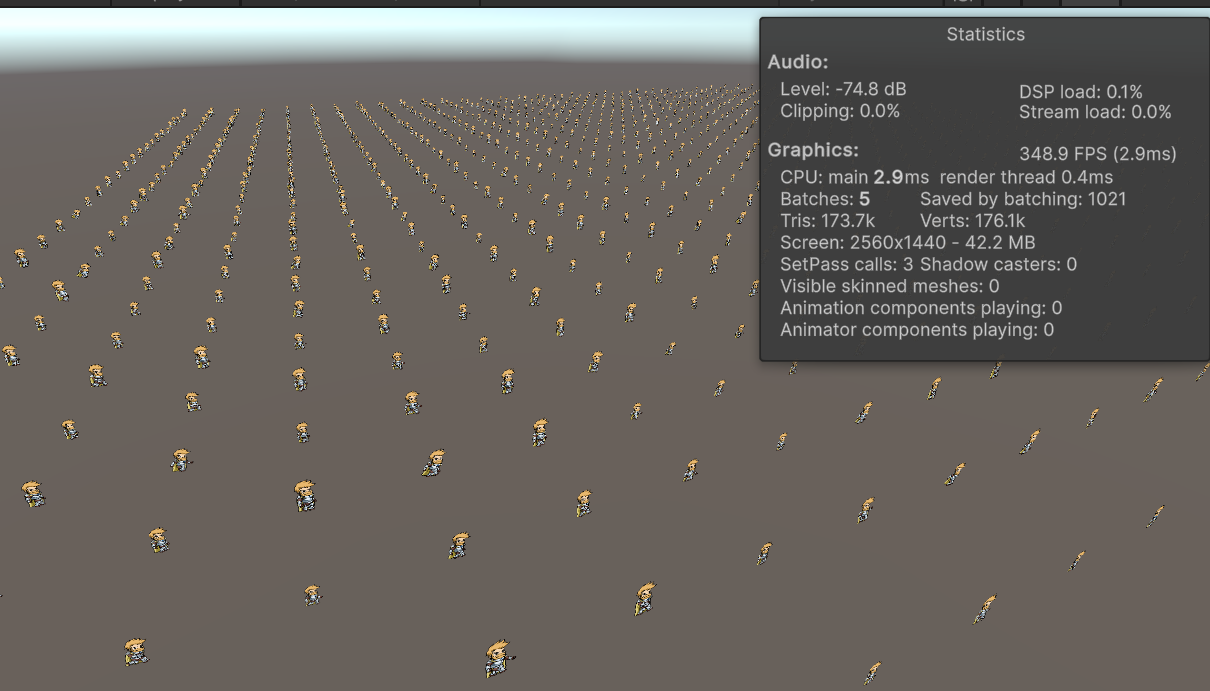 Statistics
Audio:
Level: -74.8 dB DSP load: 0.1%
Clipping: 0.0% Stream load: 0.0%
Graphics: 348.9 FPS (2.9ms)
CPU: main 2.9ms render thread 0.4ms
Batches: 5 Saved by batching: 1021
Tris: 173.7k Verts: 176.1k
Screen: 2560x1440 - 42.2 MB
SetPass calls: 3 Shadow casters: 0
Visible skinned meshes: 0
Animation components playing: 0
Animator components playing: 0